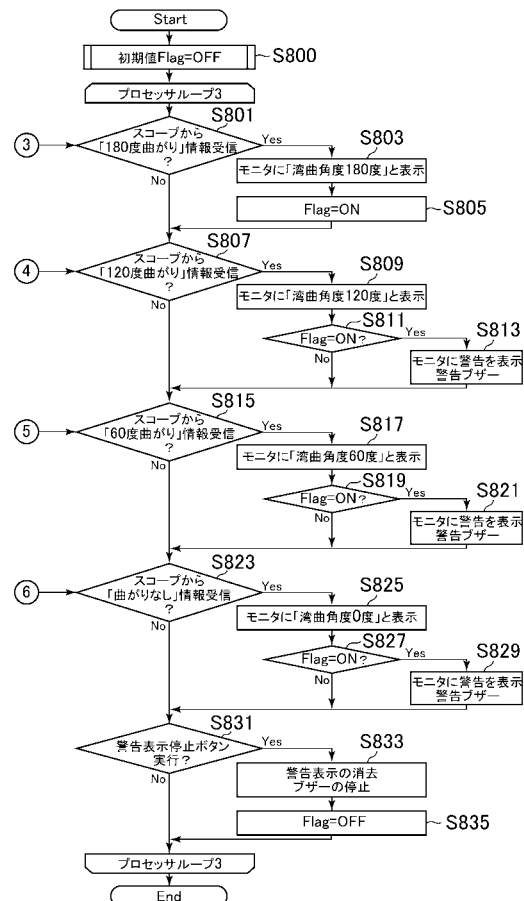 Start
初期値Flag=OFF
S800
プロセッサループ3
S801
③
スコープから
「180度曲がり」情報受信
?
Yes
No
S803
モニタに「湾曲角度180度」と表示
Flag=ON
S805
S807
④
スコープから
「120度曲がり」情報受信
?
Yes
No
S809
モニタに「湾曲角度120度」と表示
S811
Flag=ON?
Yes
No
S813
モニタに警告を表示
警告ブザー
S815
⑤
スコープから
「60度曲がり」情報受信
?
Yes
No
S817
モニタに「湾曲角度60度」と表示
S819
Flag=ON?
Yes
No
S821
モニタに警告を表示
警告ブザー
S823
⑥
スコープから
「曲がりなし」情報受信
?
Yes
No
S825
モニタに「湾曲角度0度」と表示
S827
Flag=ON?
Yes
No
S829
モニタに警告を表示
警告ブザー
S831
警告表示停止ボタン
実行?
Yes
No
S833
警告表示の消去
ブザーの停止
Flag=OFF
S835
プロセッサループ3
End